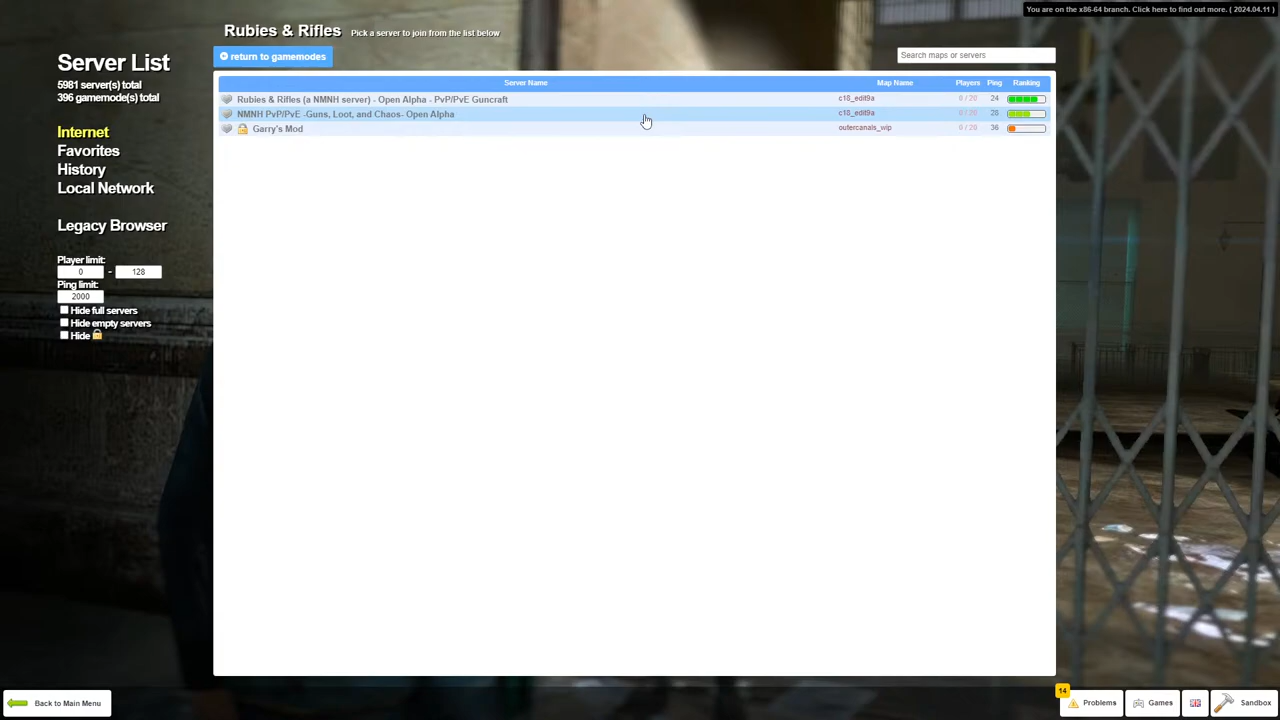 You are on the x86-64 branch. Click here to find out more. ( 2024.04.11 )
Rubies & Rifles Pick a server to join from the list below
return to gamemodes
Search maps or servers
Server List
5981 server(s) total
396 gamemode(s) total
Internet
Favorites
History
Local Network
Legacy Browser
Player limit:
0 - 128
Ping limit:
2000
Hide full servers
Hide empty servers
Hide
Server Name Map Name Players Ping Ranking
Rubies & Rifles (a NMNH server) - Open Alpha - PvP/PvE Guncraft c18_edit9a 0 / 20 24
NMNH PvP/PvE -Guns, Loot, and Chaos- Open Alpha c18_edit9a 0 / 20 28
Garry's Mod outercanals_wip 0 / 20 36
Back to Main Menu
14
Problems
Games
Sandbox